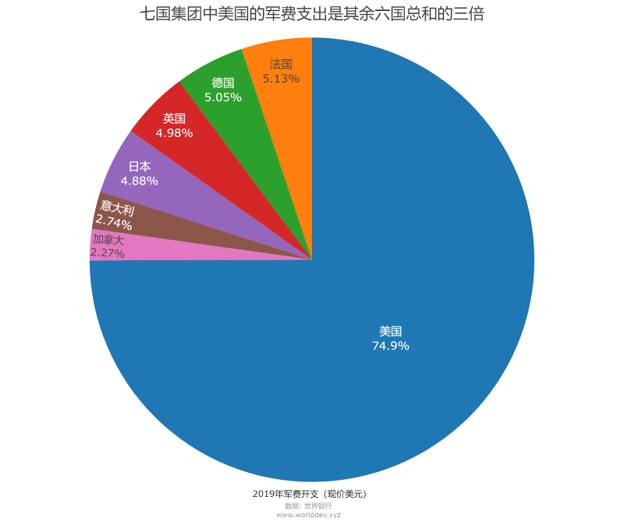 七国集团中美国的军费支出是其余六国总和的三倍
法国
5.13%
德国
5.05%
英国
4.98%
日本
4.88%
意大利
2.74%
加拿大
2.27%
美国
74.9%
2019年军费开支（现价美元）
数据: 世界银行
www.worlddev.xyz